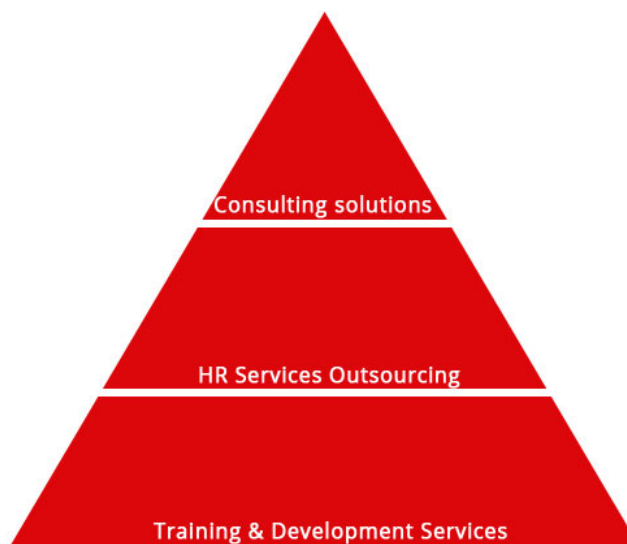 Consulting solutions
HR Services Outsourcing
Training & Development Services